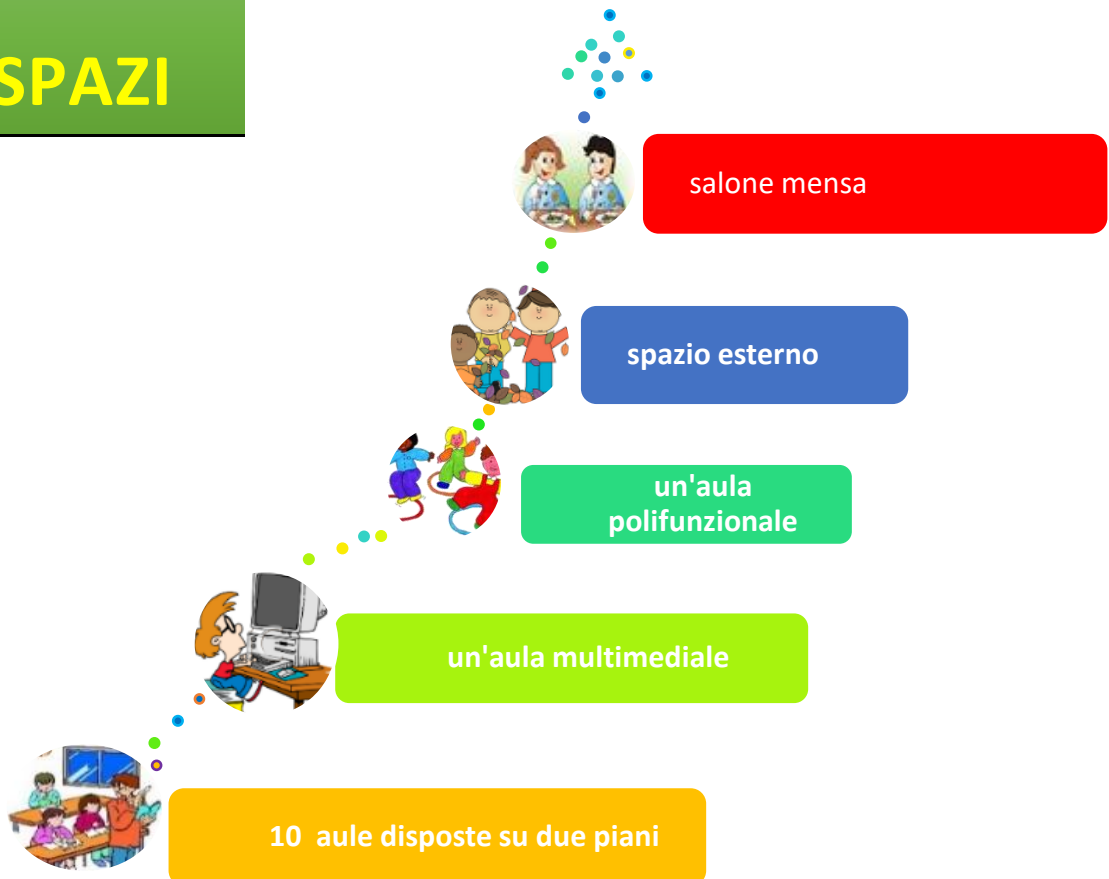 SPAZI
salone mensa
spazio esterno
un'aula
polifunzionale
un'aula multimediale
10 aule disposte su due piani